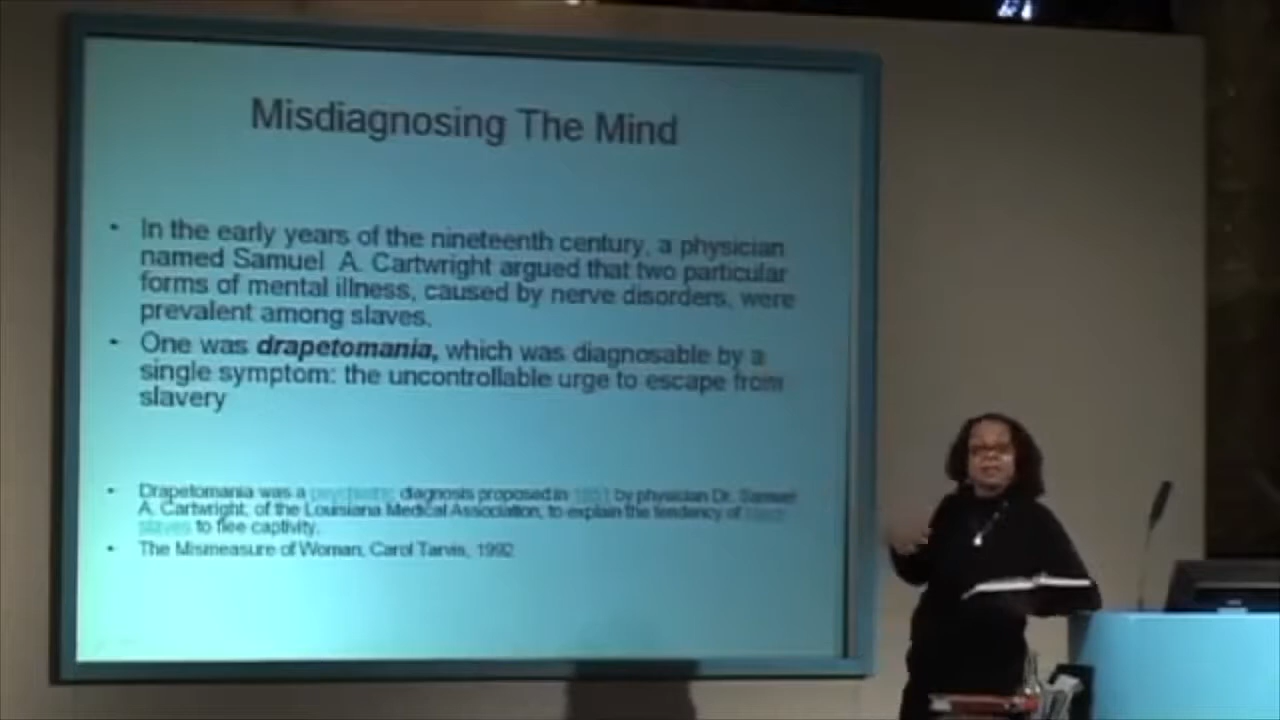 Misdiagnosing The Mind
• In the early years of the nineteenth century, a physician
named Samuel A. Cartwright argued that two particular
forms of mental illness, caused by nerve disorders, were
prevalent among slaves.
• One was drapetomania, which was diagnosable by a
single symptom: the uncontrollable urge to escape from
slavery
• Drapetomania was a psychiatric diagnosis proposed in by physician Dr. Samuel
A. Cartwright, of the Louisiana Medical Association, to explain the tendency of
slaves to flee captivity.
• The Mismeasure of Woman, Carol Tarvis, 1992